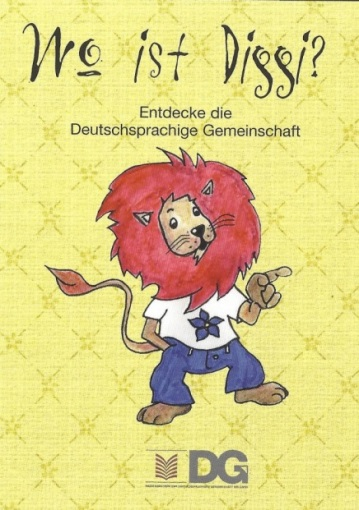 Wo ist Diggi?
Entdecke die
Deutschsprachige Gemeinschaft
DG